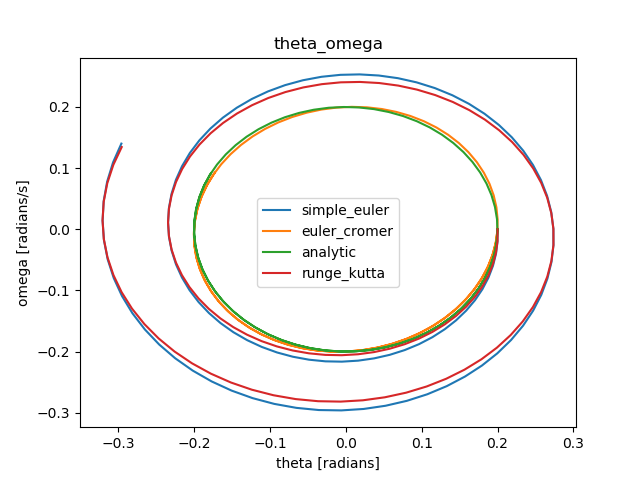 theta_omega
omega [radians/s]
0.2
0.1
0.0
−0.1
−0.2
−0.3
simple_euler
euler_cromer
analytic
runge_kutta
−0.3 −0.2 −0.1 0.0 0.1 0.2 0.3
theta [radians]